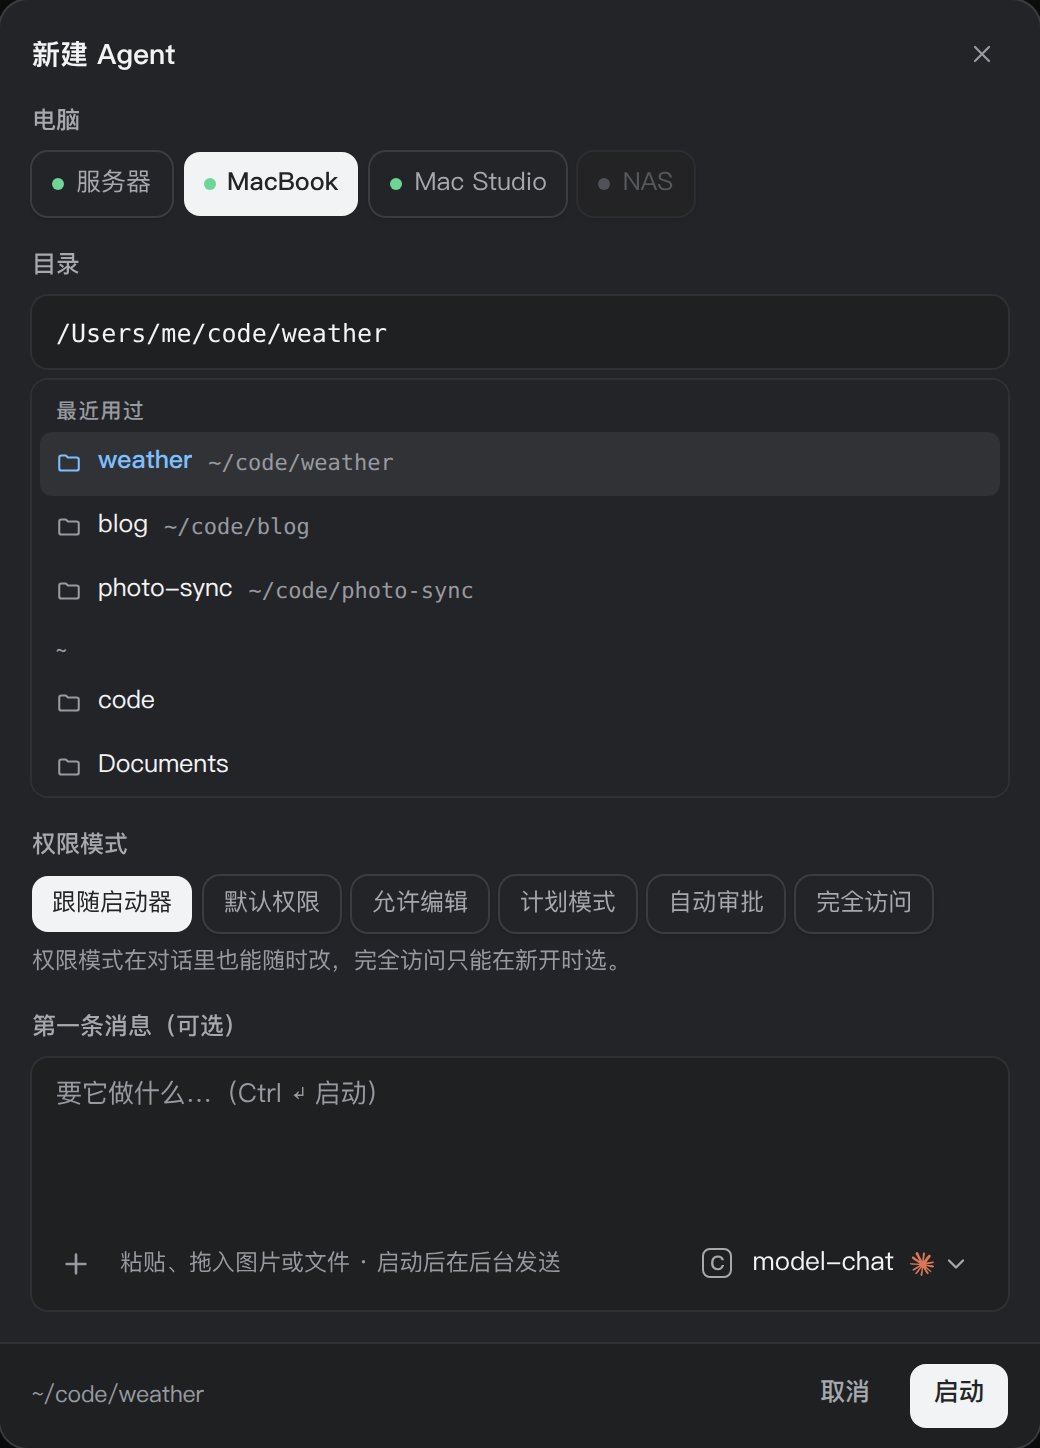 新建 Agent
电脑
服务器
MacBook
Mac Studio
NAS
目录
/Users/me/code/weather
最近用过
weather ~/code/weather
blog ~/code/blog
photo-sync ~/code/photo-sync
~
code
Documents
权限模式
跟随启动器
默认权限
允许编辑
计划模式
自动审批
完全访问
权限模式在对话里也能随时改，完全访问只能在新开时选。
第一条消息（可选）
要它做什么…（Ctrl ↲ 启动）
粘贴、拖入图片或文件 · 启动后在后台发送
C model-chat
~/code/weather
取消
启动